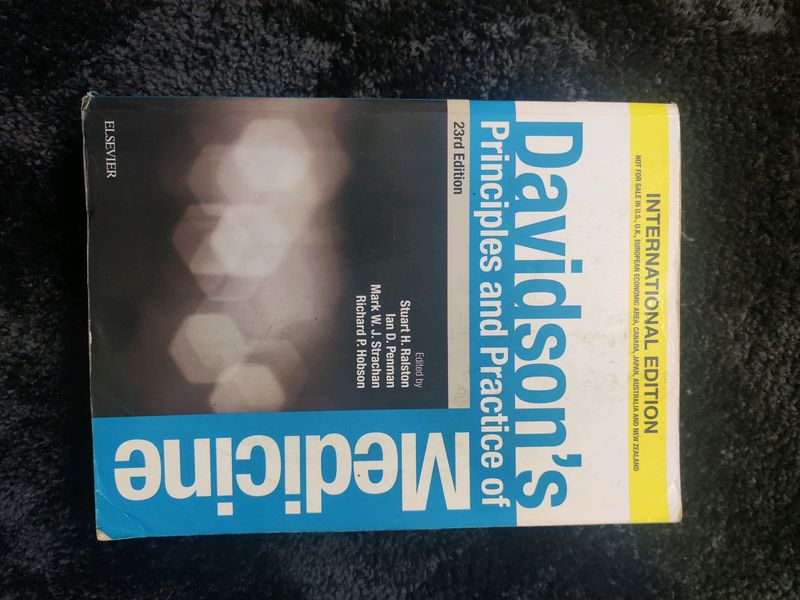 INTERNATIONAL EDITION
NOT FOR SALE IN U.S., U.K., EUROPEAN ECONOMIC AREA, CANADA, JAPAN, AUSTRALIA AND NEW ZEALAND
Davidson's
Principles and Practice of
Medicine
23rd Edition
Edited by
Stuart H. Ralston
Ian D. Penman
Mark W. J. Strachan
Richard P. Hobson
ELSEVIER